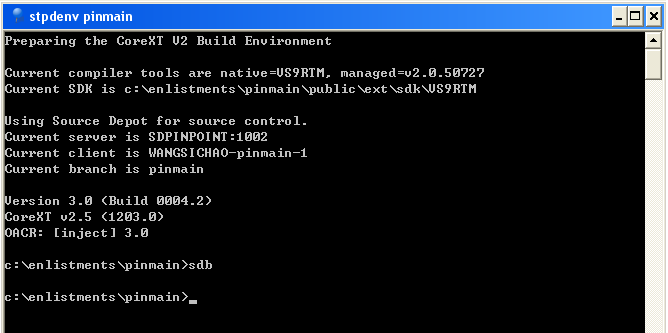 stpdenv pinmain
Preparing the CoreXT V2 Build Environment
Current compiler tools are native=VS9RTM, managed=v2.0.50727
Current SDK is c:\enlistments\pinmain\public\ext\sdk\VS9RTM
Using Source Depot for source control.
Current server is SDPINPOINT:1002
Current client is WANGSICHAO-pinmain-1
Current branch is pinmain
Version 3.0 (Build 0004.2)
CoreXT v2.5 (1203.0)
OACR: [inject] 3.0
c:\enlistments\pinmain>sdb
c:\enlistments\pinmain>_